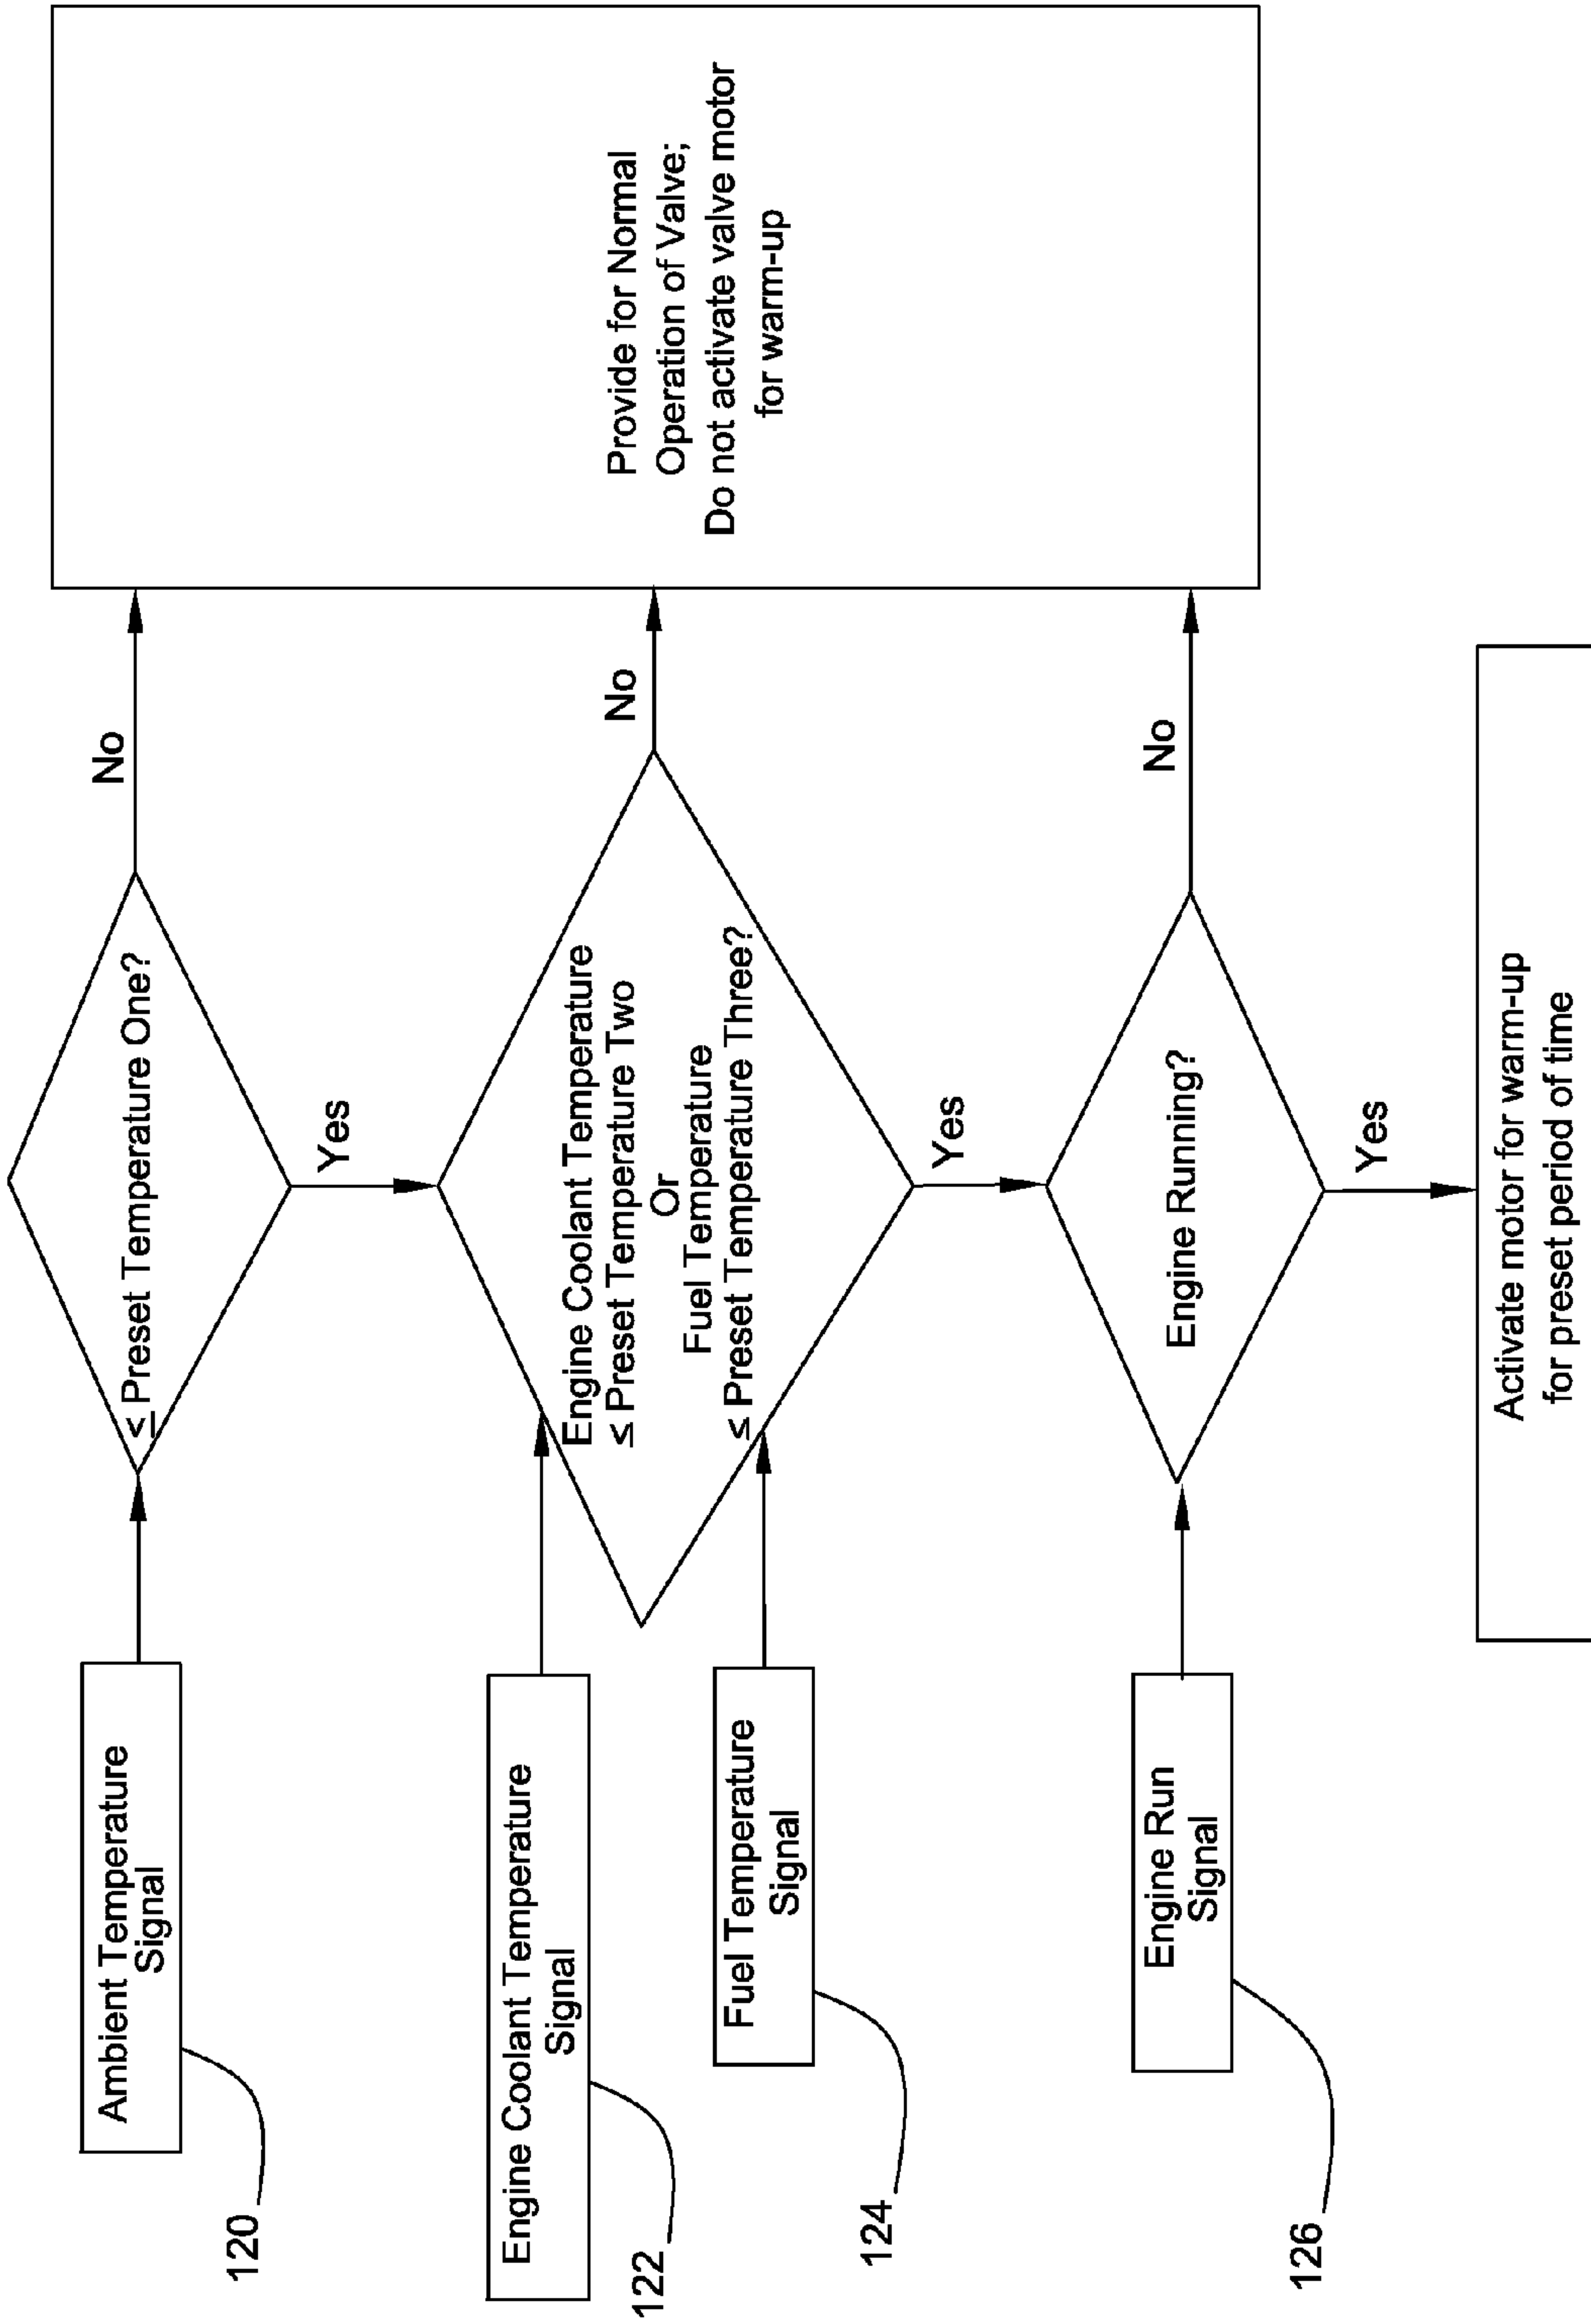 Ambient Temperature
Signal
120
≤ Preset Temperature One?
No
Yes
Engine Coolant Temperature
Signal
122
Fuel Temperature
Signal
124
Engine Coolant Temperature
≤ Preset Temperature Two
Or
Fuel Temperature
≤ Preset Temperature Three?
No
Yes
Provide for Normal
Operation of Valve;
Do not activate valve motor
for warm-up
Engine Run
Signal
126
Engine Running?
No
Yes
Activate motor for warm-up
for preset period of time